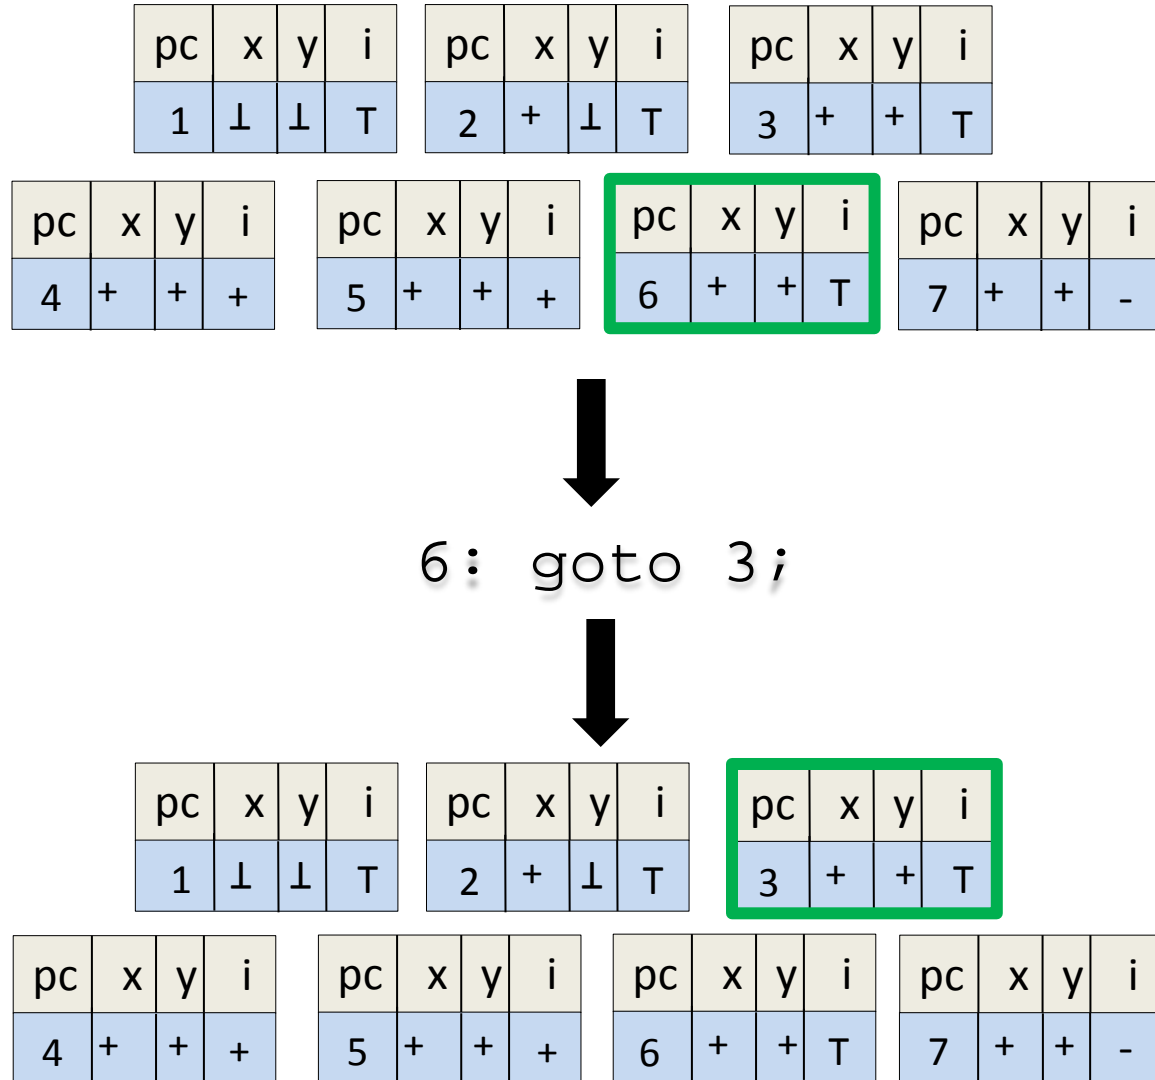 pc x y i pc x y i pc x y i
1 ⊥ ⊥ T 2 + ⊥ T 3 + + T
pc x y i pc x y i pc x y i pc x y i
4 + + + 5 + + + 6 + + T 7 + + -
6: goto 3;
pc x y i pc x y i pc x y i
1 ⊥ ⊥ T 2 + ⊥ T 3 + + T
pc x y i pc x y i pc x y i pc x y i
4 + + + 5 + + + 6 + + T 7 + + -